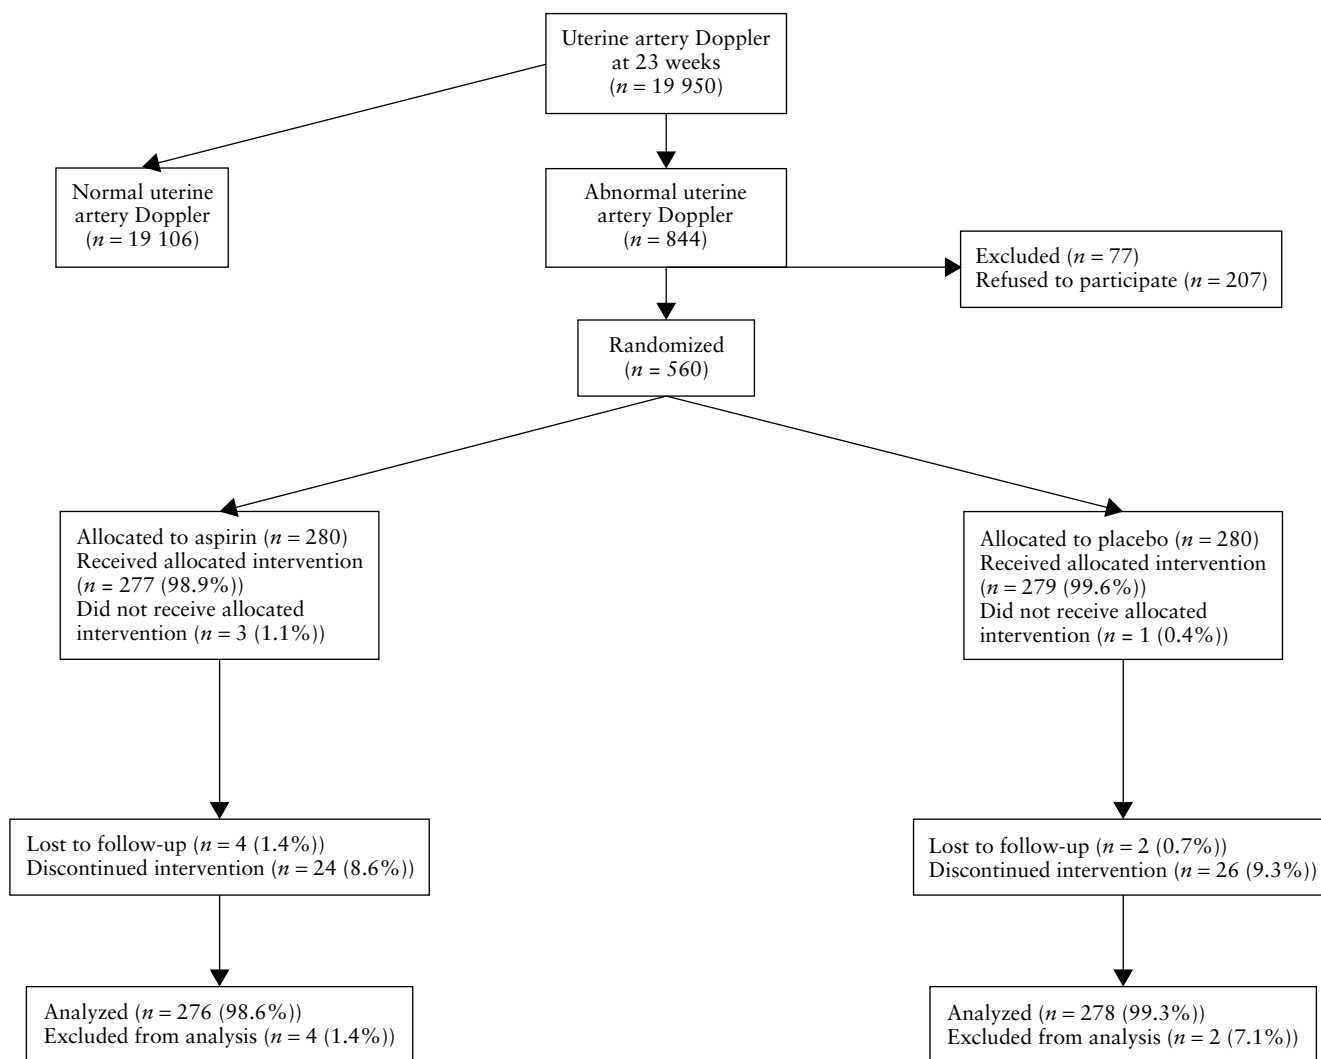 Uterine artery Doppler
at 23 weeks
(n = 19 950)
Normal uterine
artery Doppler
(n = 19 106)
Abnormal uterine
artery Doppler
(n = 844)
Excluded (n = 77)
Refused to participate (n = 207)
Randomized
(n = 560)
Allocated to aspirin (n = 280)
Received allocated intervention
(n = 277 (98.9%))
Did not receive allocated
intervention (n = 3 (1.1%))
Allocated to placebo (n = 280)
Received allocated intervention
(n = 279 (99.6%))
Did not receive allocated
intervention (n = 1 (0.4%))
Lost to follow-up (n = 4 (1.4%))
Discontinued intervention (n = 24 (8.6%))
Lost to follow-up (n = 2 (0.7%))
Discontinued intervention (n = 26 (9.3%))
Analyzed (n = 276 (98.6%))
Excluded from analysis (n = 4 (1.4%))
Analyzed (n = 278 (99.3%))
Excluded from analysis (n = 2 (7.1%))